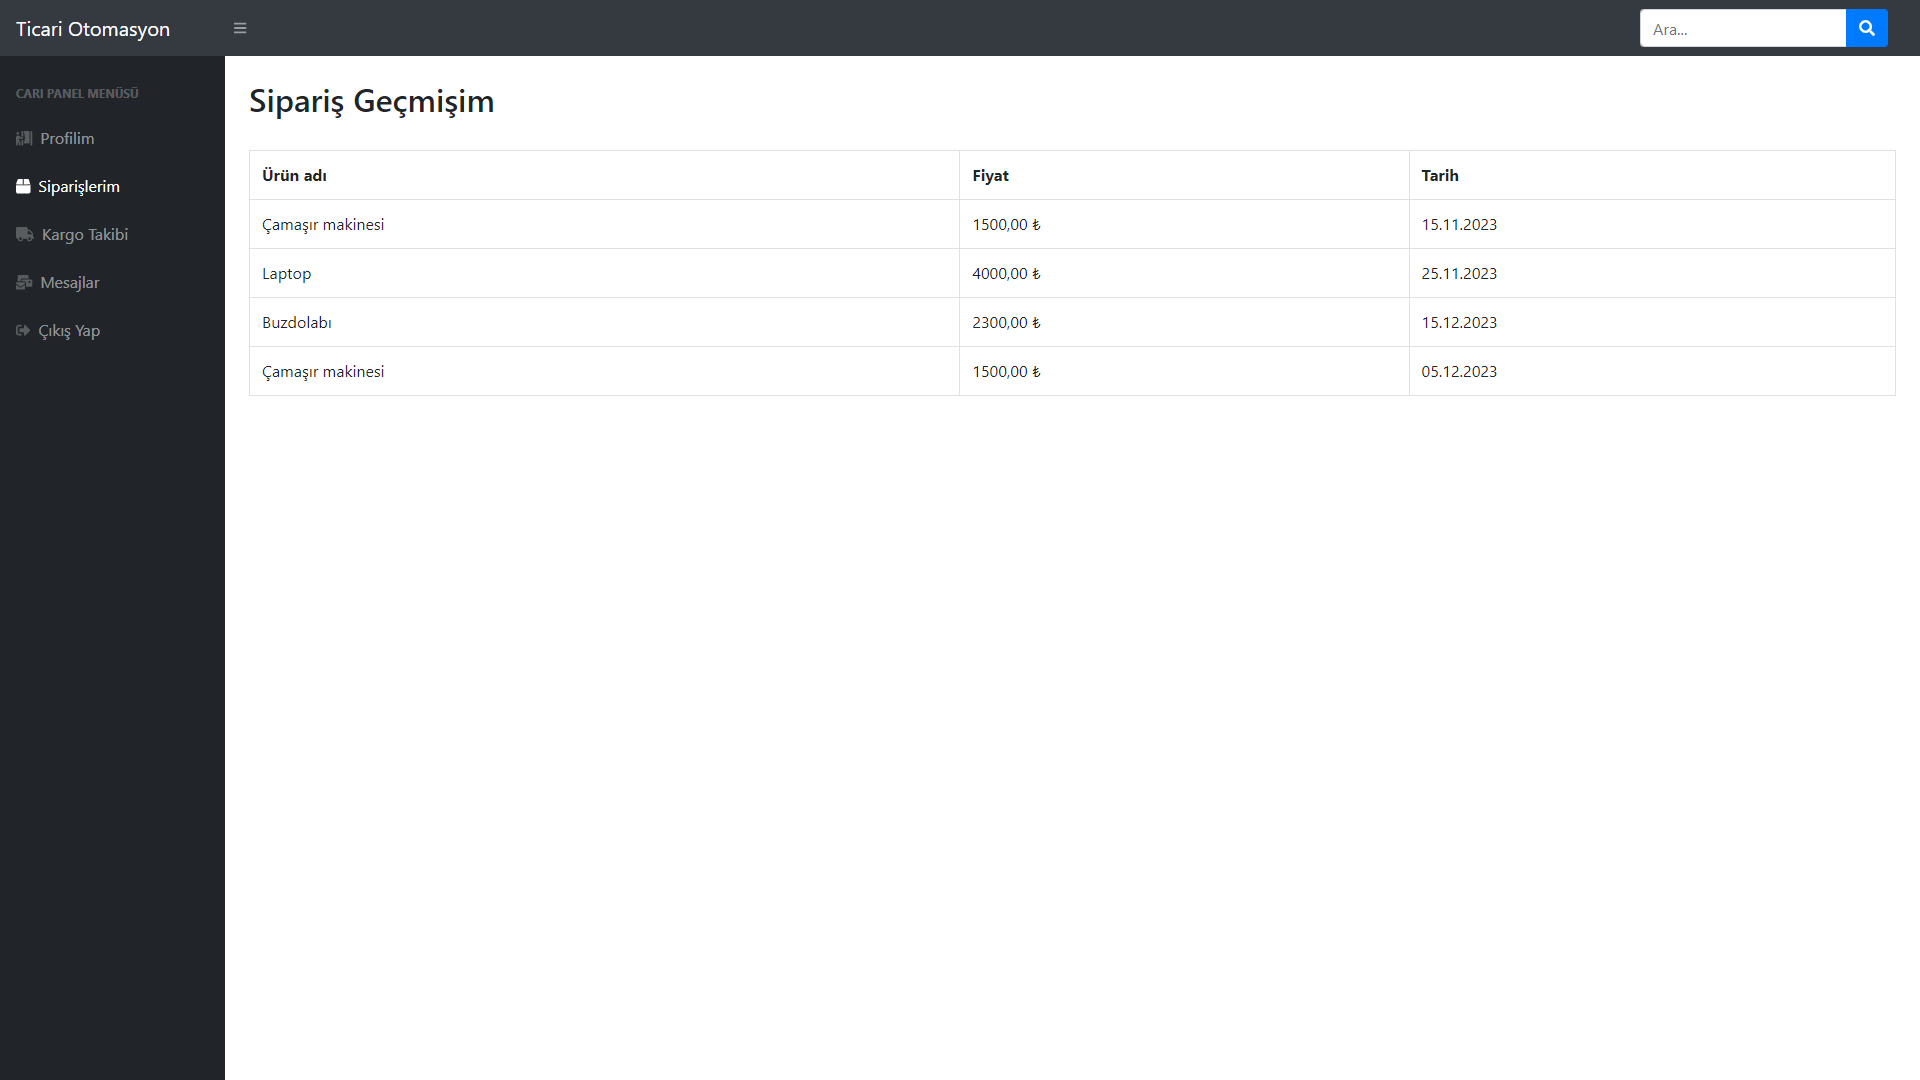 Ticari Otomasyon
Ara...
CARI PANEL MENÜSÜ
Profilim
Siparişlerim
Kargo Takibi
Mesajlar
Çıkış Yap
Sipariş Geçmişim
Ürün adı Fiyat Tarih
Çamaşır makinesi 1500,00 ₺ 15.11.2023
Laptop 4000,00 ₺ 25.11.2023
Buzdolabı 2300,00 ₺ 15.12.2023
Çamaşır makinesi 1500,00 ₺ 05.12.2023